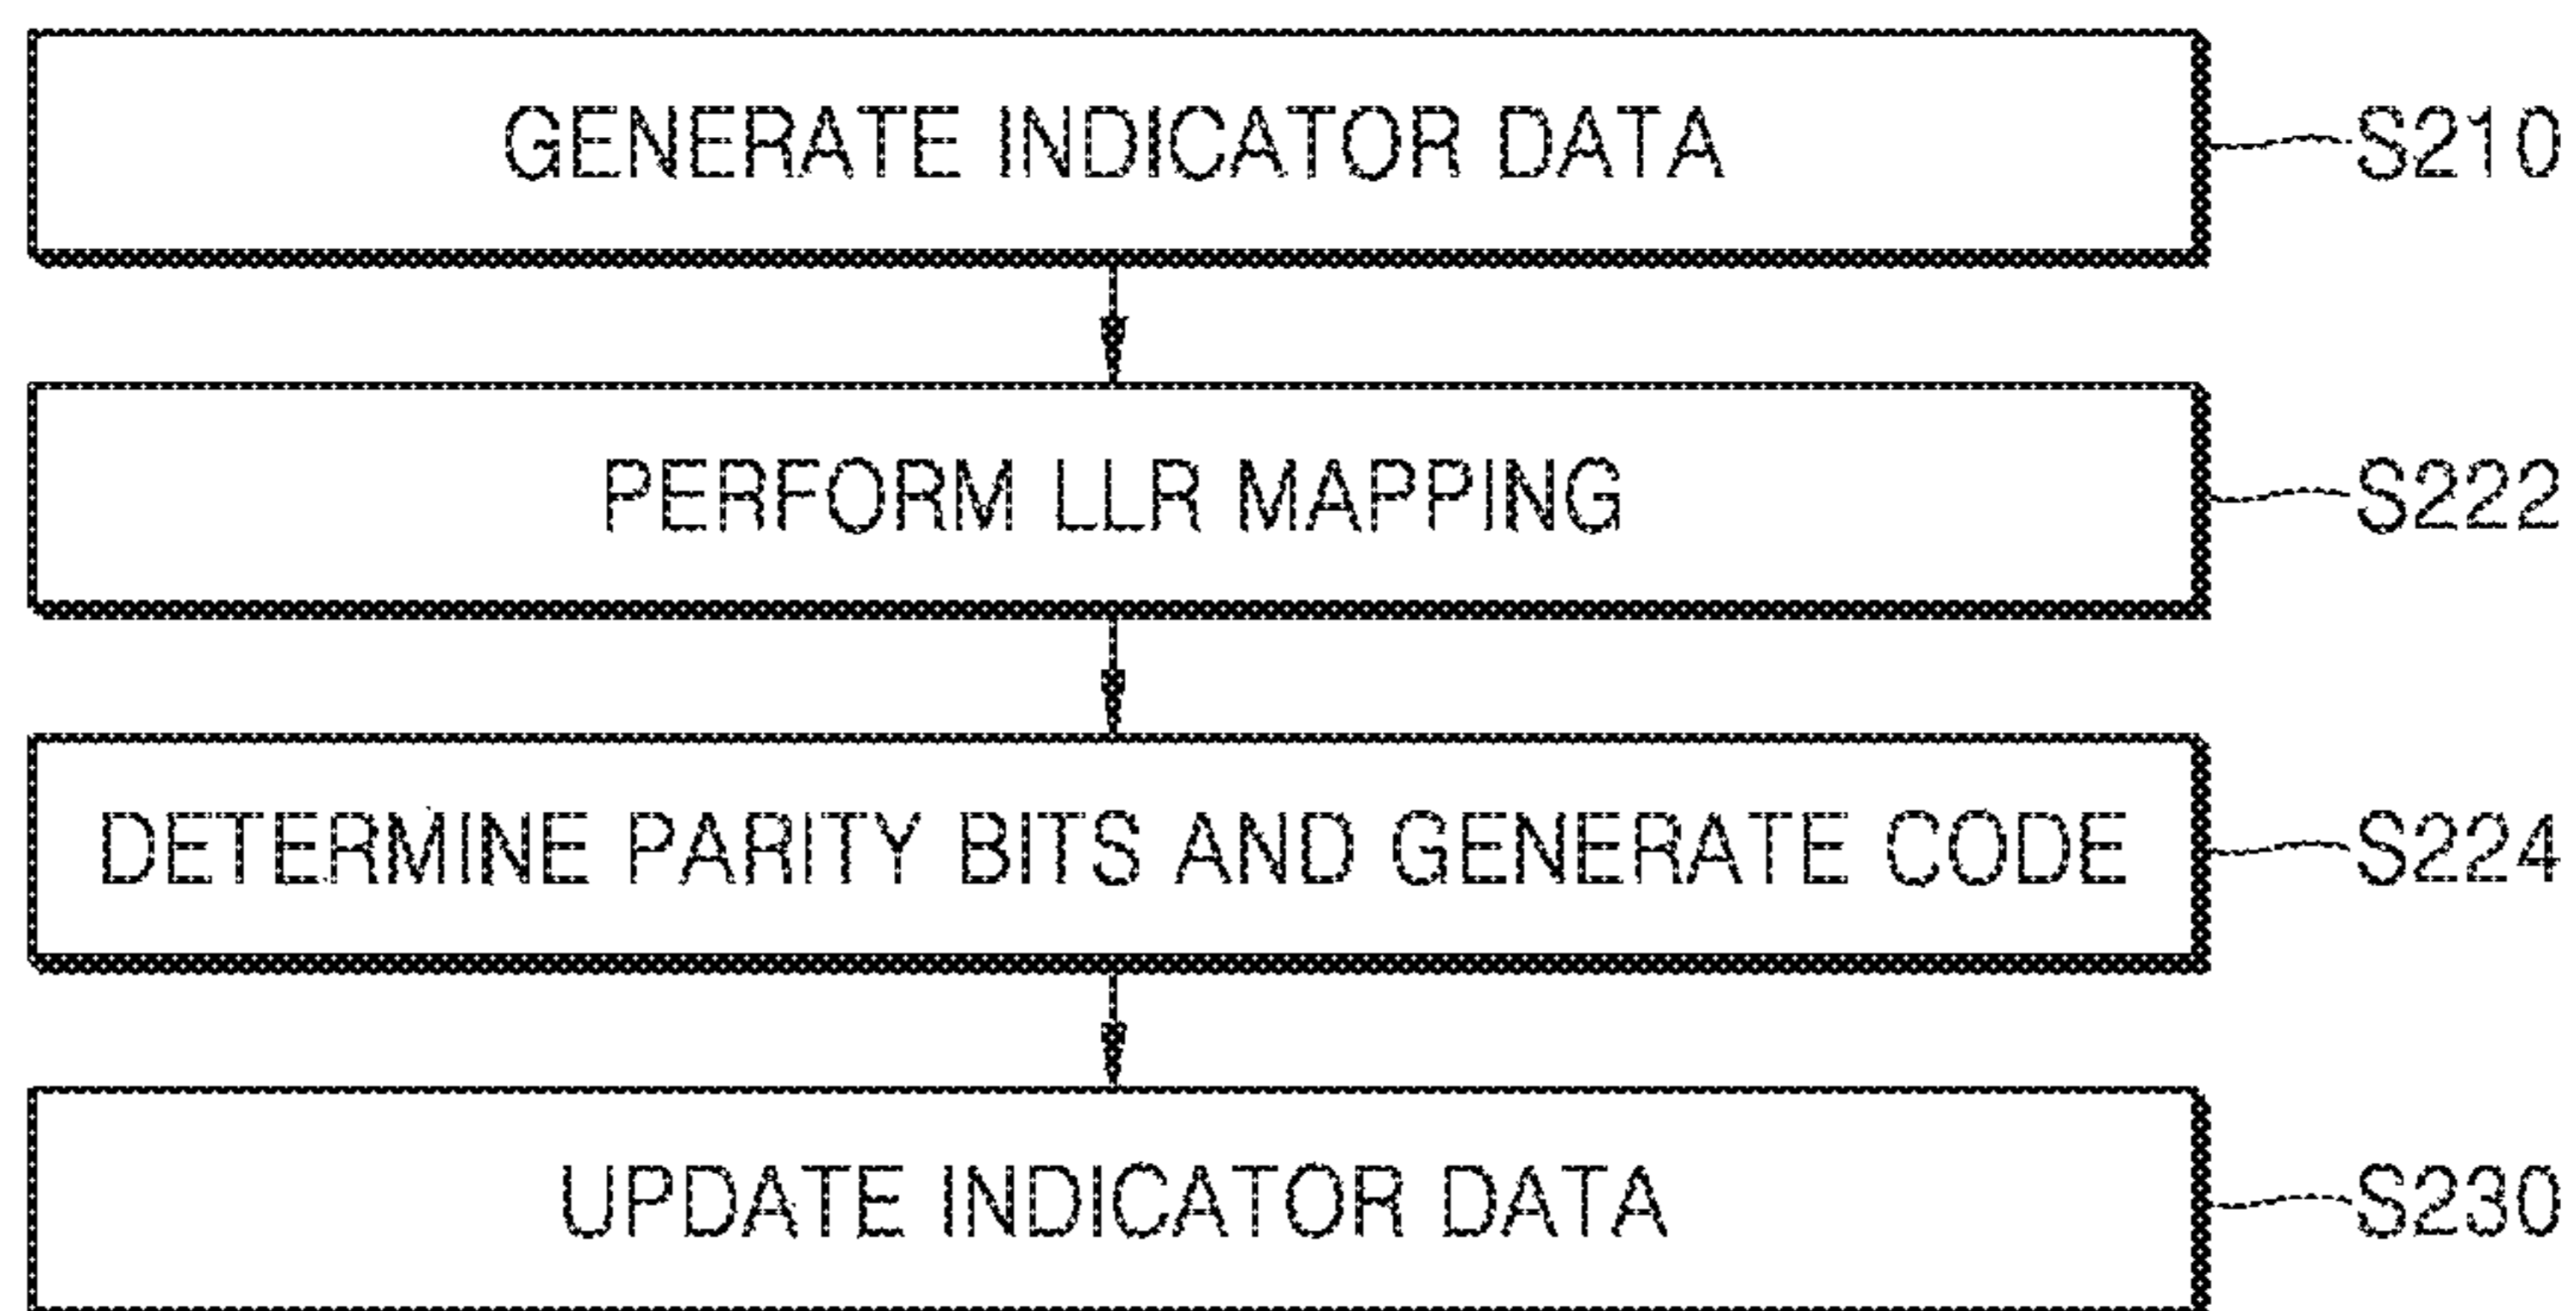 GENERATE INDICATOR DATA S210
PERFORM LLR MAPPING S222
DETERMINE PARITY BITS AND GENERATE CODE S224
UPDATE INDICATOR DATA S230